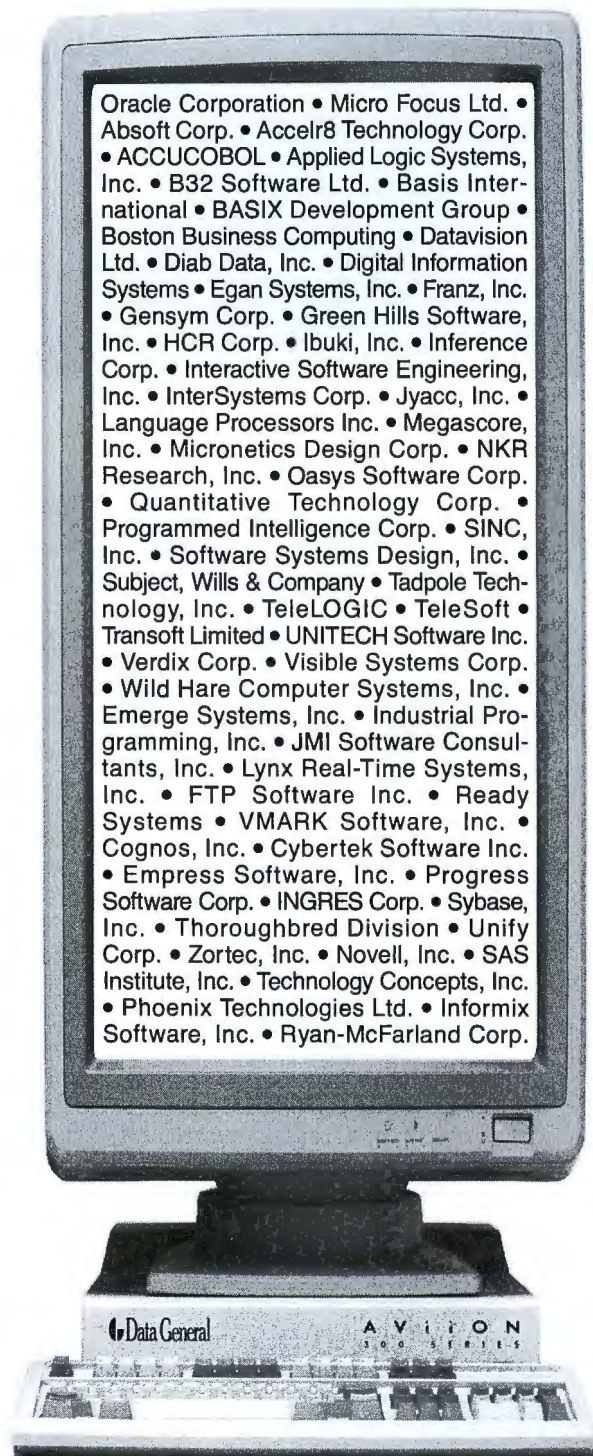 Oracle Corporation • Micro Focus Ltd. •
Absoft Corp. • Accelr8 Technology Corp.
• ACCUCOBOL • Applied Logic Systems,
Inc. • B32 Software Ltd. • Basis Inter-
national • BASIX Development Group •
Boston Business Computing • Datavision
Ltd. • Diab Data, Inc. • Digital Information
Systems • Egan Systems, Inc. • Franz, Inc.
• Gensym Corp. • Green Hills Software,
Inc. • HCR Corp. • Ibuki, Inc. • Inference
Corp. • Interactive Software Engineering,
Inc. • InterSystems Corp. • Jyacc, Inc. •
Language Processors Inc. • Megascore,
Inc. • Micronetics Design Corp. • NKR
Research, Inc. • Oasys Software Corp.
• Quantitative Technology Corp. •
Programmed Intelligence Corp. • SINC,
Inc. • Software Systems Design, Inc. •
Subject, Wills & Company • Tadpole Tech-
nology, Inc. • TeleLOGIC • TeleSoft •
Transoft Limited • UNITECH Software Inc.
• Verdix Corp. • Visible Systems Corp.
• Wild Hare Computer Systems, Inc. •
Emerge Systems, Inc. • Industrial Pro-
gramming, Inc. • JMI Software Consul-
tants, Inc. • Lynx Real-Time Systems,
Inc. • FTP Software Inc. • Ready
Systems • VMARK Software, Inc. •
Cognos, Inc. • Cybertek Software Inc.
• Empress Software, Inc. • Progress
Software Corp. • INGRES Corp. • Sybase,
Inc. • Thoroughbred Division • Unify
Corp. • Zortec, Inc. • Novell, Inc. • SAS
Institute, Inc. • Technology Concepts, Inc.
• Phoenix Technologies Ltd. • Informix
Software, Inc. • Ryan-McFarland Corp.
Data General
AViiON
300 SERIES